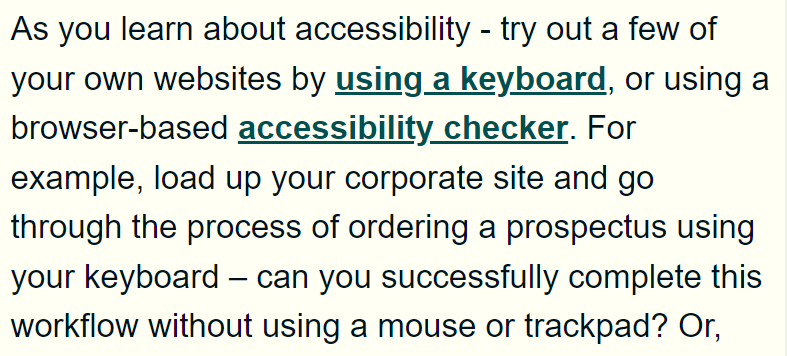 As you learn about accessibility - try out a few of
your own websites by using a keyboard, or using a
browser-based accessibility checker. For
example, load up your corporate site and go
through the process of ordering a prospectus using
your keyboard – can you successfully complete this
workflow without using a mouse or trackpad? Or,